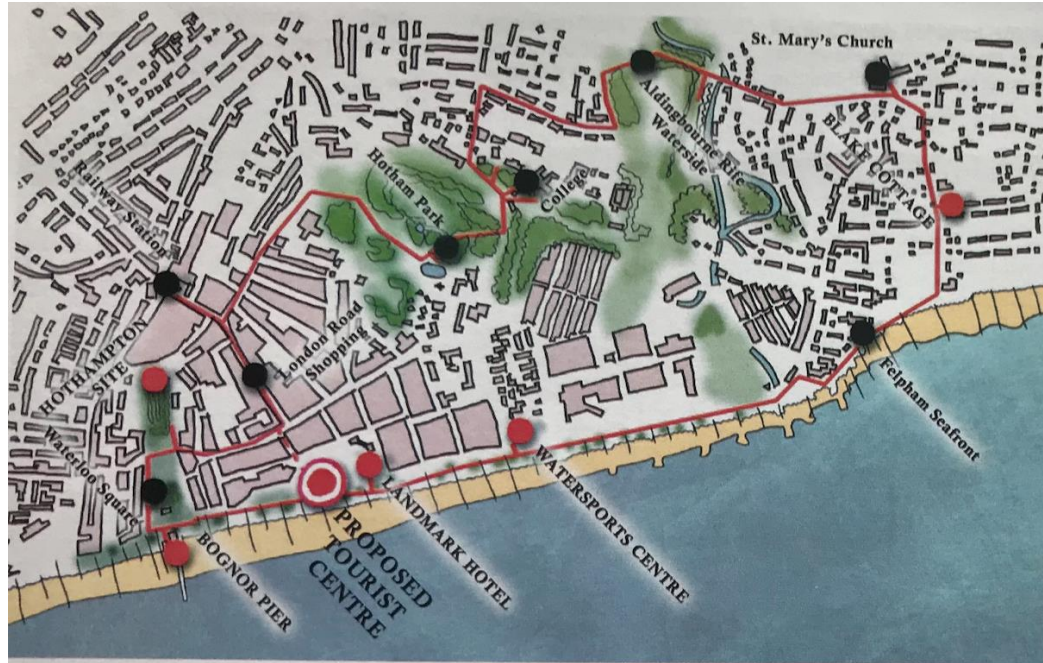 St. Mary's Church
Aldingbourne Rife
Waterside
BLAKE COTTAGE
Hotham Park
College
Railway Station
London Road
Shopping
HOTHAMPTON
SITE
Waterloo Square
Felpham Seafront
WATERSPORTS CENTRE
LANDMARK HOTEL
PROPOSED
TOURIST
CENTRE
BOGNOR PIER